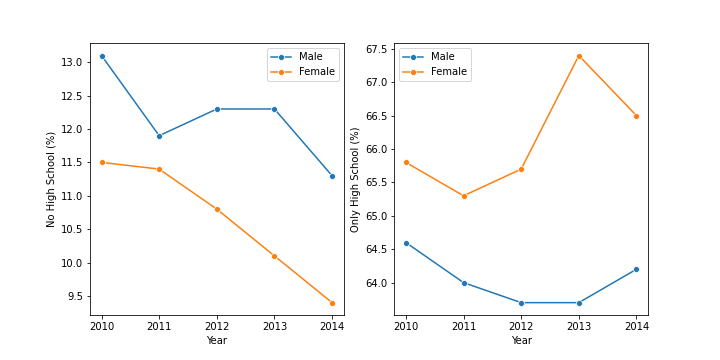 Male
Female
13.0
12.5
12.0
11.5
11.0
10.5
10.0
9.5
No High School (%)
2010 2011 2012 2013 2014
Year
Male
Female
67.5
67.0
66.5
66.0
65.5
65.0
64.5
64.0
Only High School (%)
2010 2011 2012 2013 2014
Year